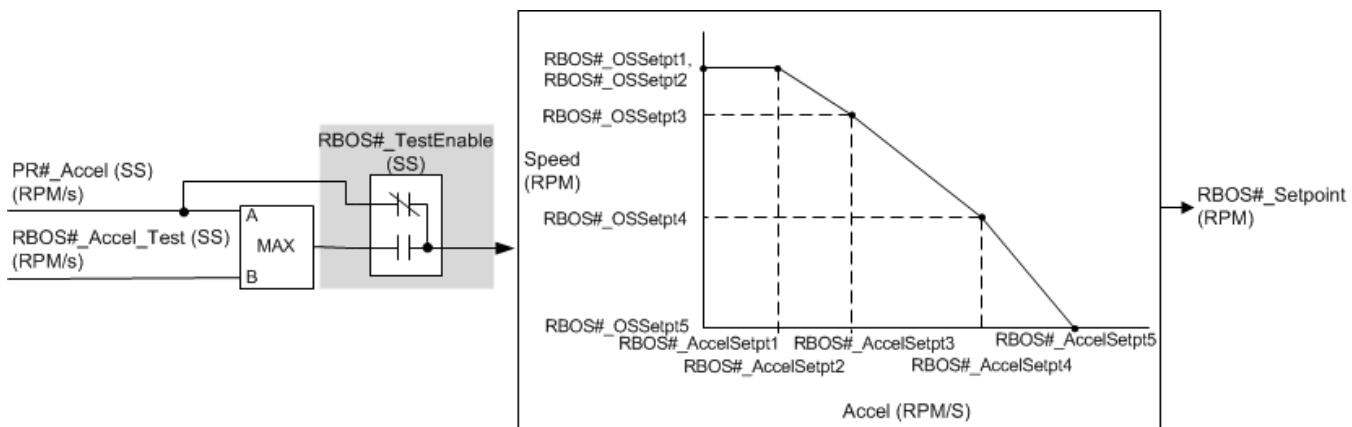 PR#_Accel (SS)
(RPM/s)
RBOS#_Accel_Test (SS)
(RPM/s)
A
MAX
B
RBOS#_TestEnable
(SS)
RBOS#_OSSetpt1,
RBOS#_OSSetpt2
RBOS#_OSSetpt3
Speed
(RPM)
RBOS#_OSSetpt4
RBOS#_OSSetpt5
RBOS#_AccelSetpt1
RBOS#_AccelSetpt2
RBOS#_AccelSetpt3
RBOS#_AccelSetpt4
RBOS#_AccelSetpt5
Accel (RPM/S)
RBOS#_Setpoint
(RPM)